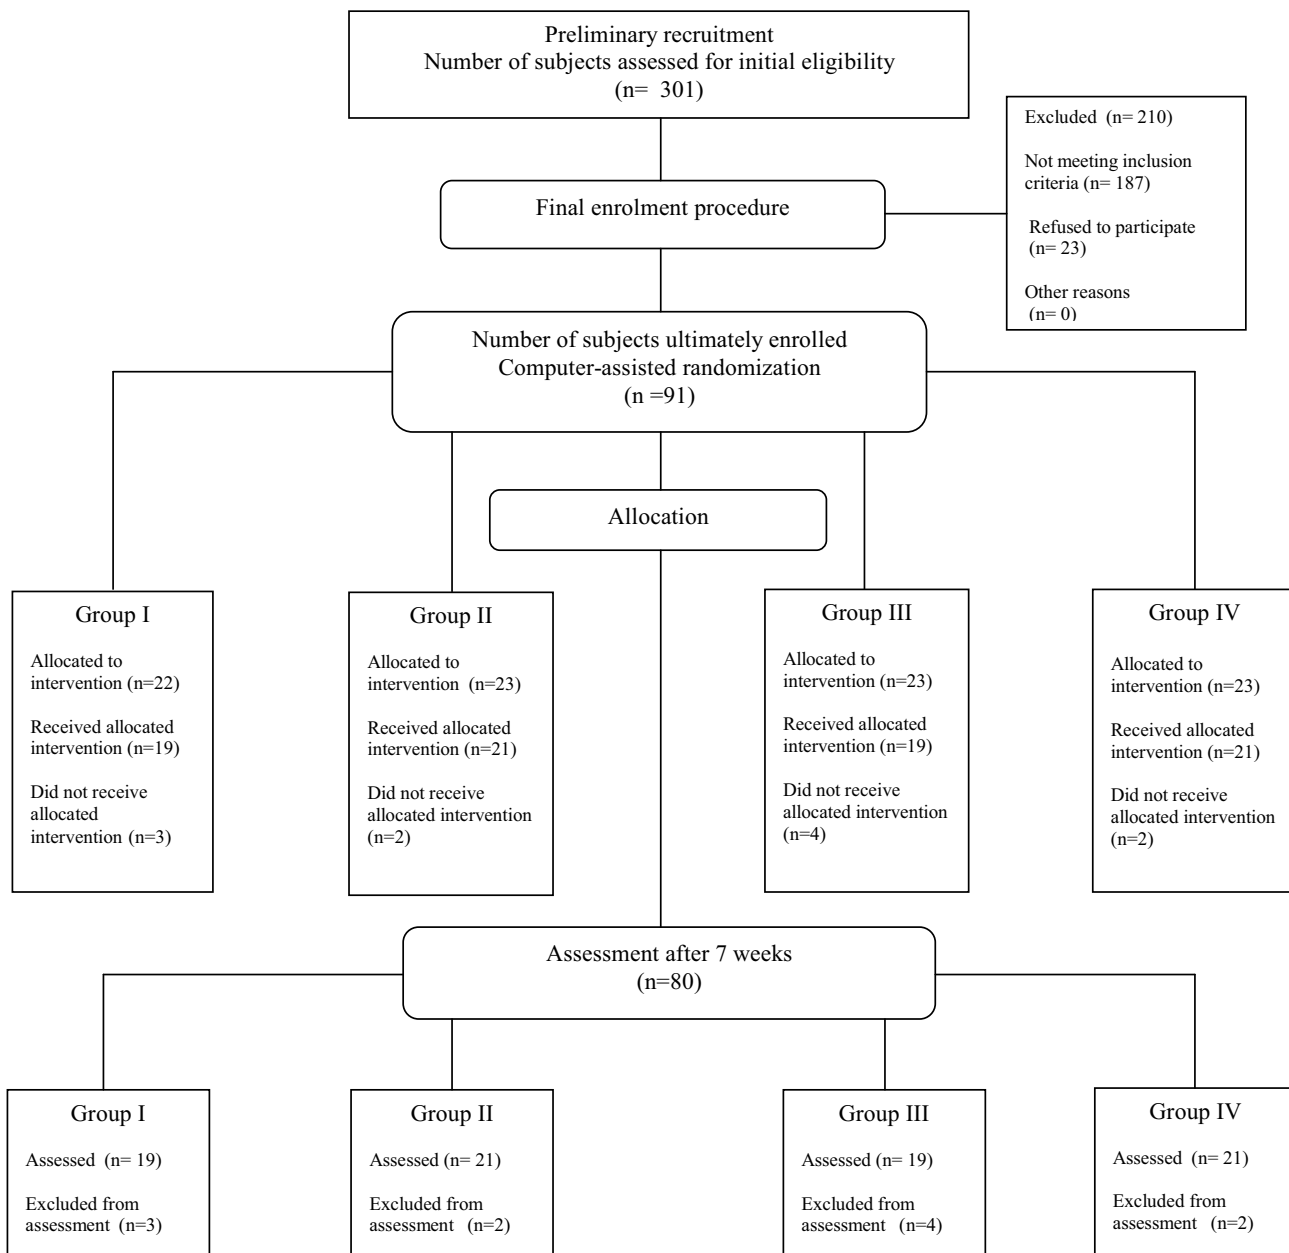 Preliminary recruitment
Number of subjects assessed for initial eligibility
(n=  301)
Excluded  (n= 210)
Not meeting inclusion
criteria (n= 187)
Refused to participate
(n= 23)
Other reasons
(n= 0)
Final enrolment procedure
Number of subjects ultimately enrolled
Computer-assisted randomization
(n =91)
Allocation
Group I
Allocated to
intervention (n=22)
Received allocated
intervention (n=19)
Did not receive
allocated
intervention (n=3)
Group II
Allocated to
intervention  (n=23)
Received allocated
intervention (n=21)
Did not receive
allocated intervention
(n=2)
Group III
Allocated to
intervention (n=23)
Received allocated
intervention (n=19)
Did not receive
allocated intervention
(n=4)
Group IV
Allocated to
intervention (n=23)
Received allocated
intervention (n=21)
Did not receive
allocated intervention
(n=2)
Assessment after 7 weeks
(n=80)
Group I
Assessed  (n= 19)
Excluded from
assessment (n=3)
Group II
Assessed (n= 21)
Excluded from
assessment  (n=2)
Group III
Assessed (n= 19)
Excluded from
assessment  (n=4)
Group IV
Assessed  (n= 21)
Excluded from
assessment  (n=2)